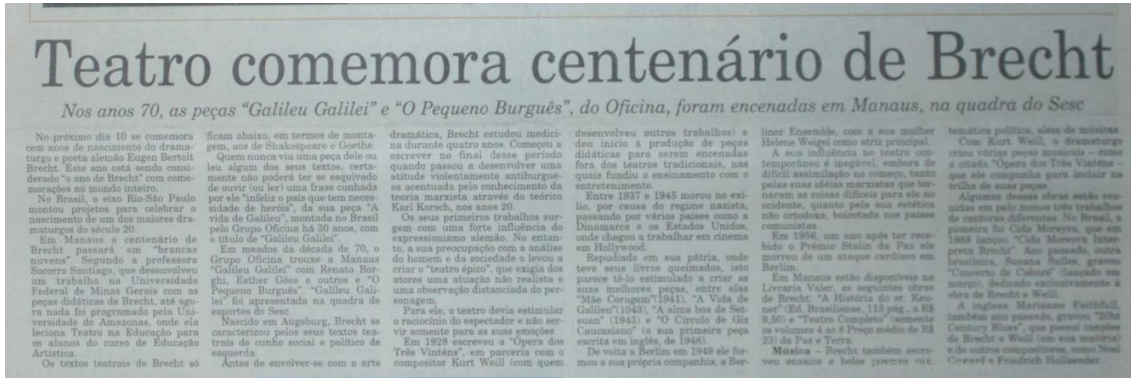 Teatro comemora centenário de Brecht
Nos anos 70, as peças "Galileu Galilei" e "O Pequeno Burguês", do Oficina, foram encenadas em Manaus, na quadra do Sesc
No próximo dia 10 se comemora
cem anos de nascimento do drama-
turgo e poeta alemão Eugen Bertolt
Brecht. Este ano está sendo consi-
derado "o ano de Brecht" com come-
morações no mundo inteiro.
No Brasil, o eixo Rio-São Paulo
montou projetos para celebrar o
nascimento de um dos maiores dra-
maturgos do século 20.
Em Manaus o centenário de
Brecht passará em "brancas
nuvens". Segundo a professora
Socorro Santiago, que desenvolveu
um trabalho na Universidade
Federal de Minas Gerais com as
peças didáticas de Brecht, até ago-
ra nada foi programado pela Uni-
versidade do Amazonas, onde ela
leciona Teatro na Educação para
os alunos do curso de Educação
Artística.
Os textos teatrais de Brecht só
ficam abaixo, em termos de monta-
gem, aos de Shakespeare e Goethe.
Quem nunca viu uma peça dele ou
leu algum dos seus textos, certa-
mente não poderá ter se esquivado
de ouvir (ou ler) uma frase cunhada
por ele "infeliz o país que tem neces-
sidade de heróis", da sua peça "A
vida de Galileu", montada no Brasil
pelo Grupo Oficina há 30 anos, com
o título de "Galileu Galilei".
Em meados da década de 70, o
Grupo Oficina trouxe a Manaus
"Galileu Galilei" com Renato Bor-
ghi, Esther Góes e outros e "O
Pequeno Burguês". "Galileu Gali-
lei" foi apresentada na quadra de
esportes do Sesc.
Nascido em Augsburg, Brecht se
caracterizou pelos seus textos tea-
trais de cunho social e político de
esquerda.
Antes de envolver-se com a arte
dramática, Brecht estudou medici-
na durante quatro anos. Começou a
escrever no final desse período
quando passou a desenvolver uma
atitude violentamente antiburgue-
sa acentuada pelo conhecimento da
teoria marxista através do teórico
Karl Korsch, nos anos 20.
Os seus primeiros trabalhos sur-
gem com uma forte influência do
expressionismo alemão. No entan-
to, a sua preocupação com a análise
do homem e da sociedade o levou a
criar o "teatro épico", que exigia dos
atores uma atuação não realista e
uma observação distanciada do per-
sonagem.
Para ele, o teatro devia estimular
o raciocínio do espectador e não ser-
vir somente para as suas emoções.
Em 1928 escreveu a "Ópera dos
Três Vinténs", em parceria com o
compositor Kurt Weill (com quem
desenvolveu outros trabalhos) e
deu início à produção de peças
didáticas para serem encenadas
fora dos teatros tradicionais, nas
quais fundiu o ensinamento com o
entretenimento.
Entre 1937 e 1945 morou no exí-
lio, por causa do regime nazista,
passando por vários países como a
Dinamarca e os Estados Unidos,
onde chegou a trabalhar em cinema
em Hollywood.
Repudiado em sua pátria, onde
teve seus livros queimados, isto
parece tê-lo estimulado a criar as
suas melhores peças, entre elas
"Mãe Coragem"(1941), "A Vida de
Galileu"(1943), "A alma boa de Set-
suan" (1943) e "O Círculo de Giz
Caucasiano" (a sua primeira peça
escrita em inglês, de 1948).
De volta a Berlim em 1949 ele for-
mou a sua própria companhia, a Ber-
liner Ensemble, com a sua mulher
Helene Weigel como atriz principal.
A sua influência no teatro con-
temporâneo é inegável, embora de
difícil assimilação no começo, tanto
pelas suas idéias marxistas que tor-
naram as coisas difíceis para ele no
ocidente, quanto pela sua estética
não ortodoxa, boicotada nos países
comunistas.
Em 1956, um ano após ter rece-
bido o Prêmio Stalin da Paz ele
morreu de um ataque cardíaco em
Berlim.
Em Manaus estão disponíveis na
Livraria Valer, as seguintes obras
de Brecht: "A História do sr. Keu-
ner" (Ed. Brasiliense, 113 pág., a R$
9,50) e "Teatro Completo" (somente
os volumes 4 ao 8 Preço médio de R$
23) da Paz e Terra.
Música – Brecht também escre-
veu ensaios e belos poemas em
temática política, além de músicas.
Com Kurt Weill, o dramaturgo
criou várias peças musicais – como
a citada "Ópera dos Três Vinténs" –
que ele compunha para incluir na
trilha de suas peças.
Algumas dessas obras estão reu-
nidas em pelo menos três trabalhos
de cantoras diferentes. No Brasil, a
pioneira foi Cida Moreyra, que em
1988 lançou "Cida Moreyra Inter-
preta Brecht". Ano passado, outra
brasileira, Suzana Salles, gravou
"Concerto de Cabaré" (lançado em
março), dedicado exclusivamente à
obra de Brecht e Weill.
A inglesa Marianne Faithfull,
também ano passado, gravou "20th
Century Blues", que possui canções
de Brecht e Weill (em sua maioria)
e de outros compositores, como Noel
Coward e Friedrich Hollaender.